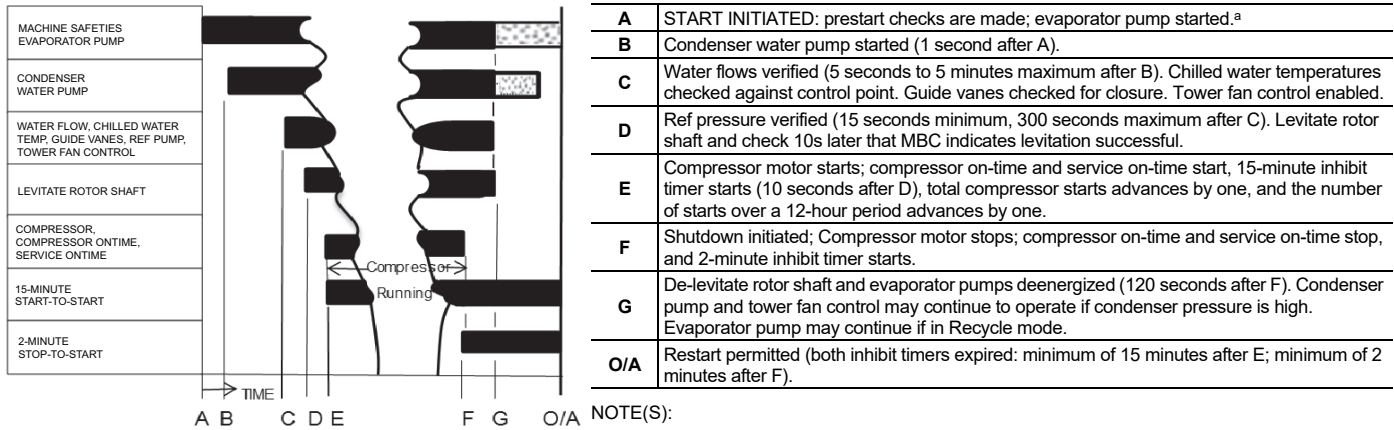 MACHINE SAFETIES
EVAPORATOR PUMP
CONDENSER
WATER PUMP
WATER FLOW, CHILLED WATER
TEMP, GUIDE VANES, REF PUMP,
TOWER FAN CONTROL
LEVITATE ROTOR SHAFT
COMPRESSOR,
COMPRESSOR ONTIME,
SERVICE ONTIME
15-MINUTE
START-TO-START
2-MINUTE
STOP-TO-START
Compressor
Running
TIME
A B C D E F G O/A
A START INITIATED: prestart checks are made; evaporator pump started.ᵃ
B Condenser water pump started (1 second after A).
C Water flows verified (5 seconds to 5 minutes maximum after B). Chilled water temperatures
checked against control point. Guide vanes checked for closure. Tower fan control enabled.
D Ref pressure verified (15 seconds minimum, 300 seconds maximum after C). Levitate rotor
shaft and check 10s later that MBC indicates levitation successful.
E Compressor motor starts; compressor on-time and service on-time start, 15-minute inhibit
timer starts (10 seconds after D), total compressor starts advances by one, and the number
of starts over a 12-hour period advances by one.
F Shutdown initiated; Compressor motor stops; compressor on-time and service on-time stop,
and 2-minute inhibit timer starts.
G De-levitate rotor shaft and evaporator pumps deenergized (120 seconds after F). Condenser
pump and tower fan control may continue to operate if condenser pressure is high.
Evaporator pump may continue if in Recycle mode.
O/A Restart permitted (both inhibit timers expired: minimum of 15 minutes after E; minimum of 2
minutes after F).
NOTE(S):